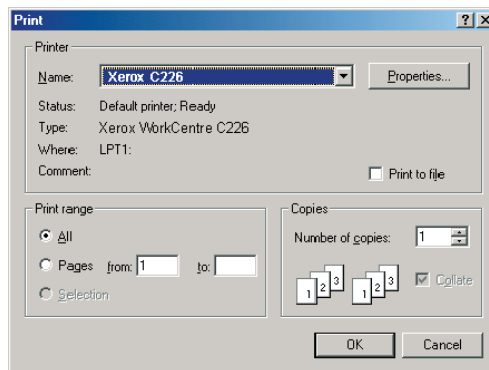 Print
Printer
Name: Xerox C226 Properties...
Status: Default printer; Ready
Type: Xerox WorkCentre C226
Where: LPT1:
Comment: Print to file
Print range
All
Pages from: 1 to:
Selection
Copies
Number of copies: 1
1 2 3 1 2 3 Collate
OK Cancel